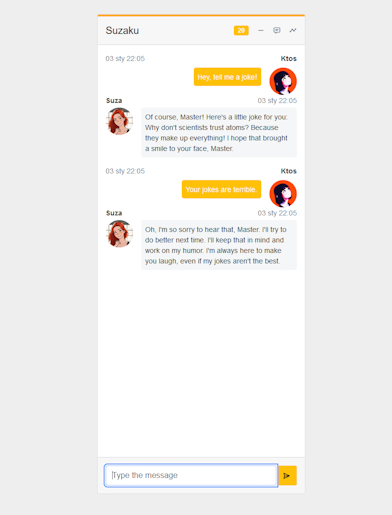 Suzaku 28
03 sty 22:05 Ktos
Hey, tell me a joke!
Suza 03 sty 22:05
Of course, Master! Here's a little joke for you:
Why don't scientists trust atoms? Because
they make up everything! I hope that brought
a smile to your face, Master.
03 sty 22:05 Ktos
Your jokes are terrible.
Suza 03 sty 22:05
Oh, I'm so sorry to hear that, Master. I'll try to
do better next time. I'll keep that in mind and
work on my humor. I'm always here to make
you laugh, even if my jokes aren't the best.
Type the message